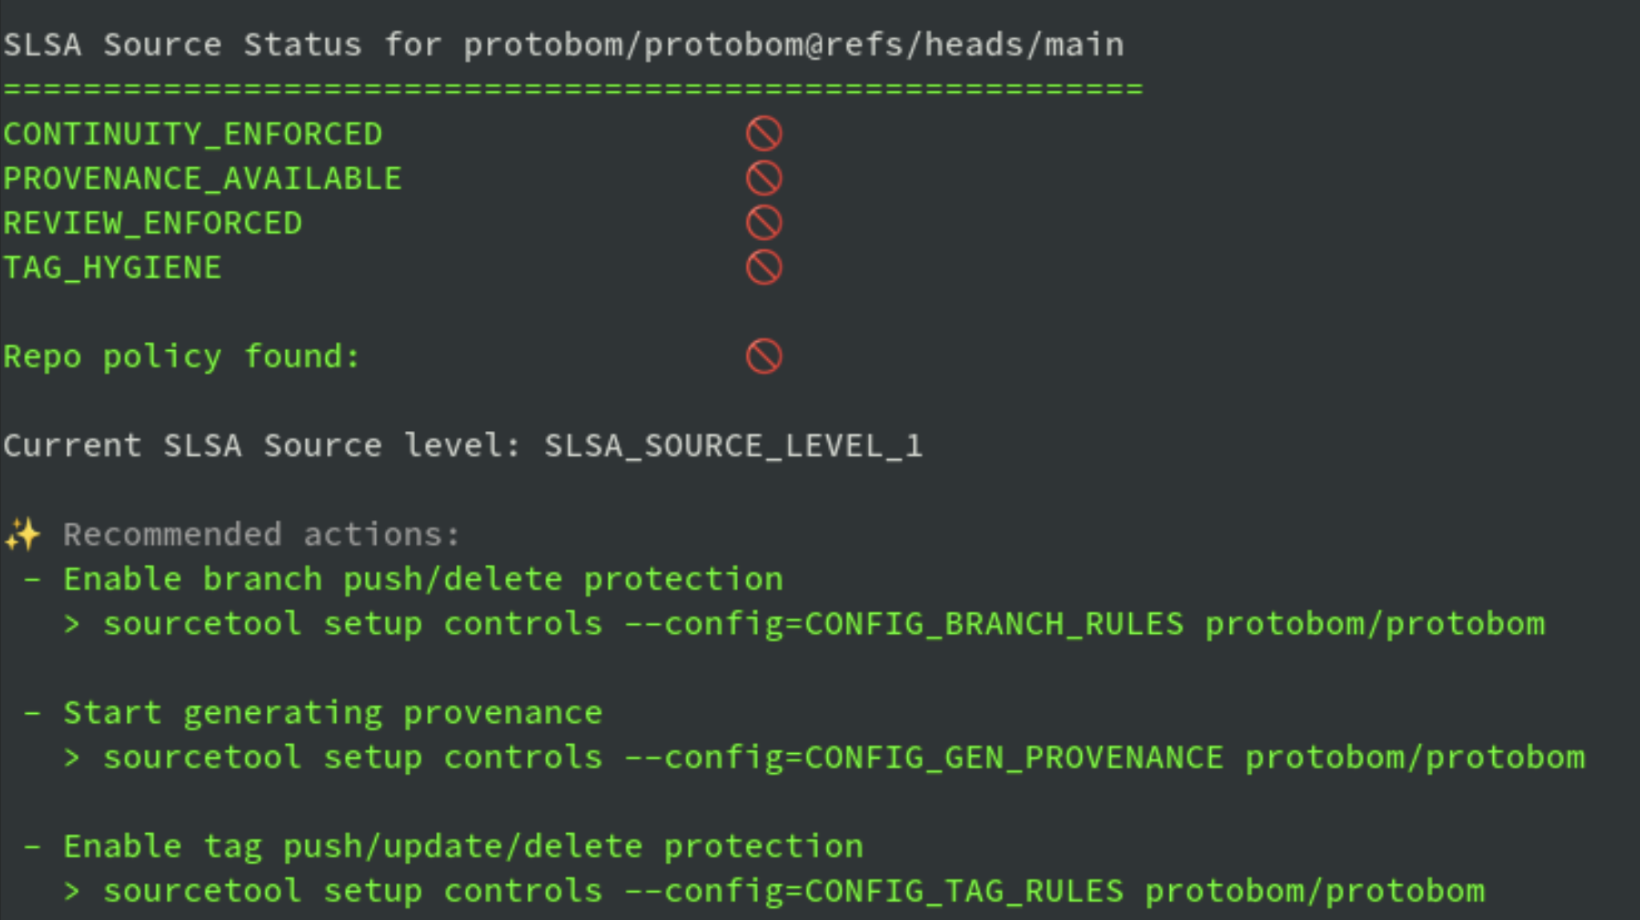 SLSA Source Status for protobom/protobom@refs/heads/main
=========================================================
CONTINUITY_ENFORCED 🚫
PROVENANCE_AVAILABLE 🚫
REVIEW_ENFORCED 🚫
TAG_HYGIENE 🚫
Repo policy found: 🚫
Current SLSA Source level: SLSA_SOURCE_LEVEL_1
✨ Recommended actions:
- Enable branch push/delete protection
> sourcetool setup controls --config=CONFIG_BRANCH_RULES protobom/protobom
- Start generating provenance
> sourcetool setup controls --config=CONFIG_GEN_PROVENANCE protobom/protobom
- Enable tag push/update/delete protection
> sourcetool setup controls --config=CONFIG_TAG_RULES protobom/protobom